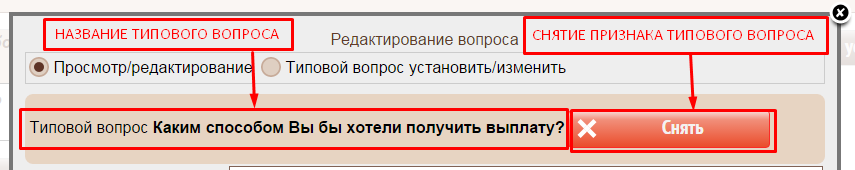 НАЗВАНИЕ ТИПОВОГО ВОПРОСА
Редактирование вопроса
СНЯТИЕ ПРИЗНАКА ТИПОВОГО ВОПРОСА
Просмотр/редактирование Типовой вопрос установить/изменить
Типовой вопрос Каким способом Вы бы хотели получить выплату?
Снять